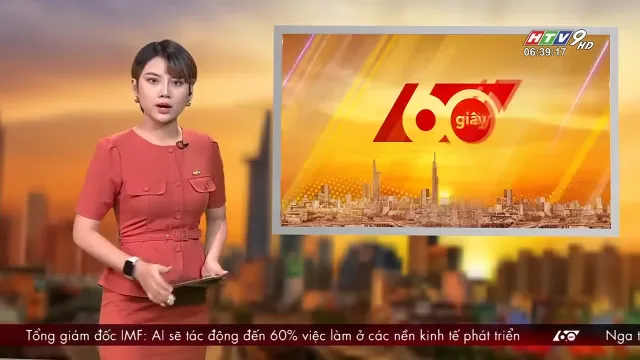 HTV9 HD
06:39:17
60 giây
Tổng giám đốc IMF: AI sẽ tác động đến 60% việc làm ở các nền kinh tế phát triển
60"
Nga